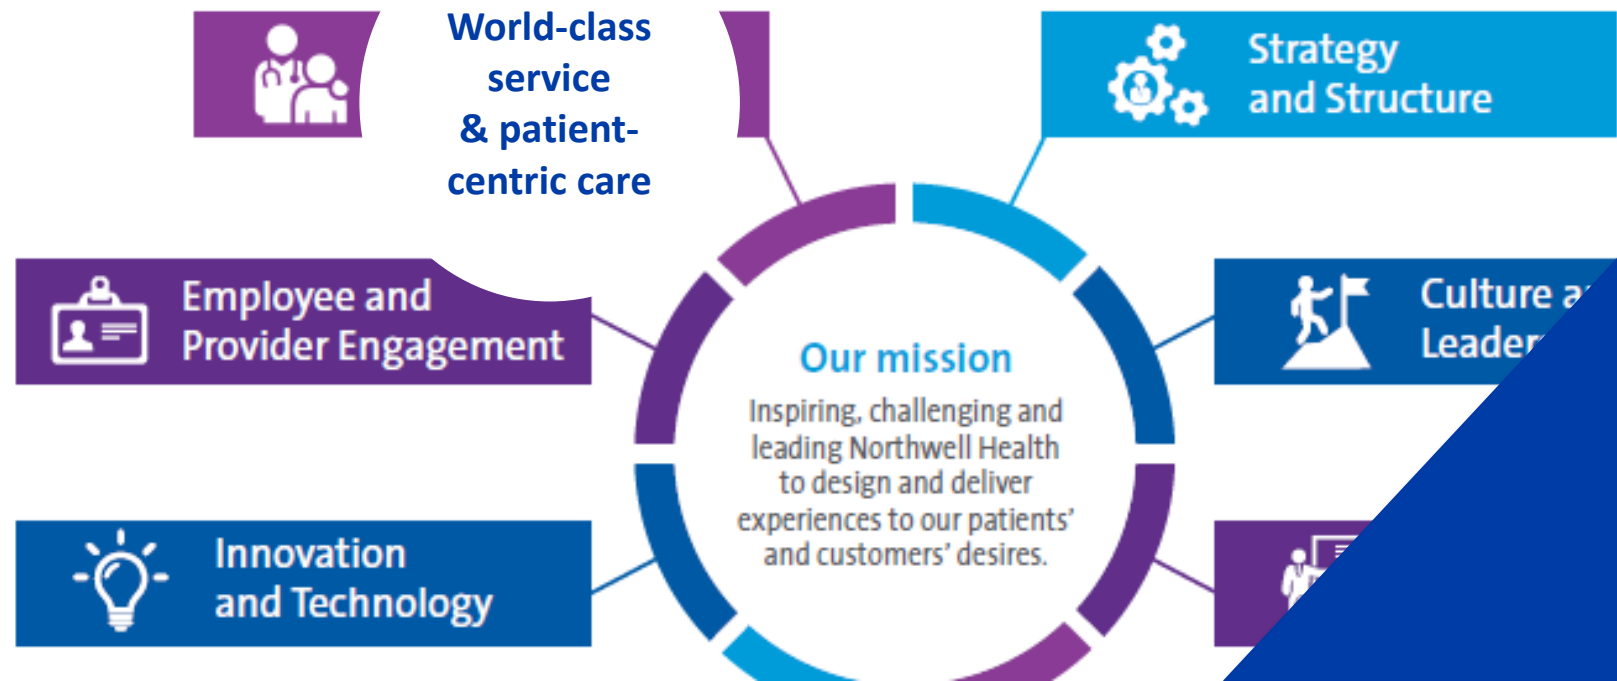 World-class
service
& patient-
centric care
Strategy
and Structure
Employee and
Provider Engagement
Culture
Our mission
Inspiring, challenging and
leading Northwell Health
to design and deliver
experiences to our patients'
and customers' desires.
Innovation
and Technology